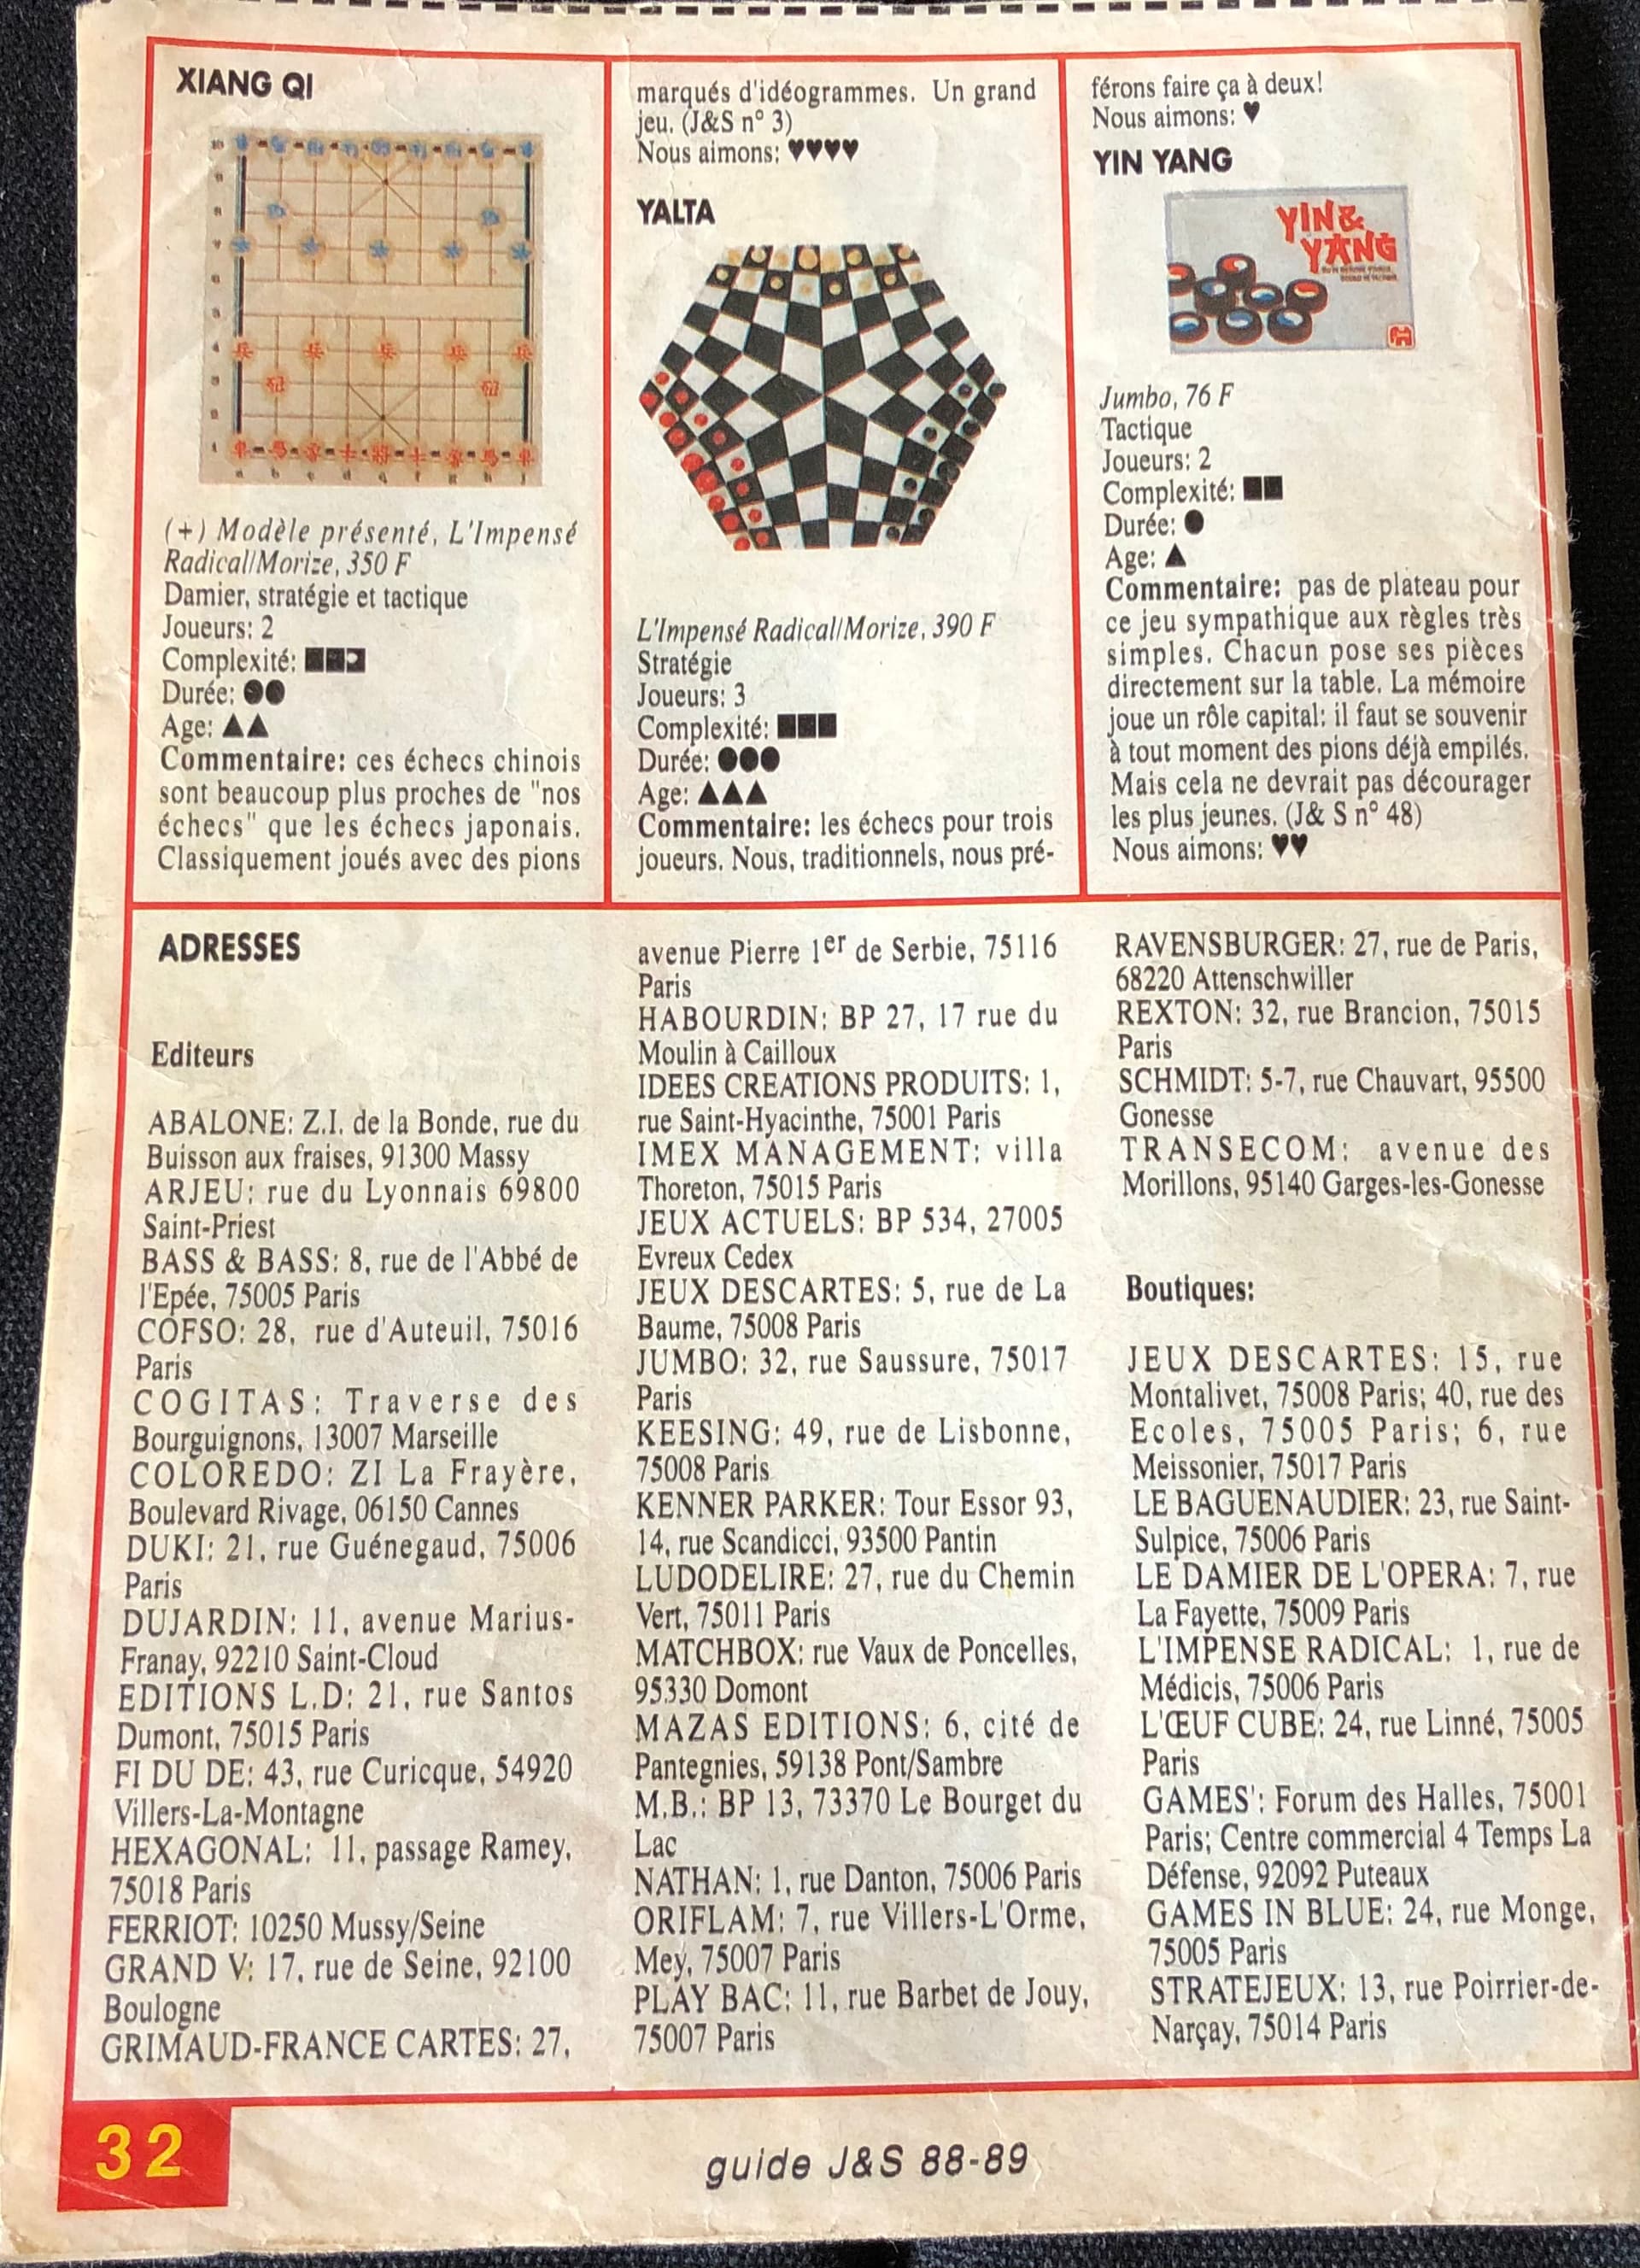 XIANG QI
(+) Modèle présenté, L'Impensé
Radical/Morize, 350 F
Damier, stratégie et tactique
Joueurs: 2
Complexité:
Durée: ●●
Age: ▲▲
Commentaire: ces échecs chinois
sont beaucoup plus proches de "nos
échecs" que les échecs japonais.
Classiquement joués avec des pions
marqués d'idéogrammes. Un grand
jeu. (J&S n° 3)
Nous aimons: ♥♥♥♥
YALTA
L'Impensé Radical/Morize, 390 F
Stratégie
Joueurs: 3
Complexité: ■■■
Durée: ●●●
Age: ▲▲▲
Commentaire: les échecs pour trois
joueurs. Nous, traditionnels, nous pré-
férons faire ça à deux!
Nous aimons: ♥
YIN YANG
YIN&
YANG
Jumbo, 76 F
Tactique
Joueurs: 2
Complexité: ■■
Durée: ●
Age: ▲
Commentaire: pas de plateau pour
ce jeu sympathique aux règles très
simples. Chacun pose ses pièces
directement sur la table. La mémoire
joue un rôle capital: il faut se souvenir
à tout moment des pions déjà empilés.
Mais cela ne devrait pas décourager
les plus jeunes. (J& S n° 48)
Nous aimons: ♥♥
ADRESSES
Editeurs
ABALONE: Z.I. de la Bonde, rue du
Buisson aux fraises, 91300 Massy
ARJEU: rue du Lyonnais 69800
Saint-Priest
BASS & BASS: 8, rue de l'Abbé de
l'Epée, 75005 Paris
COFSO: 28, rue d'Auteuil, 75016
Paris
COGITAS: Traverse des
Bourguignons, 13007 Marseille
COLOREDO: ZI La Frayère,
Boulevard Rivage, 06150 Cannes
DUKI: 21, rue Guénegaud, 75006
Paris
DUJARDIN: 11, avenue Marius-
Franay, 92210 Saint-Cloud
EDITIONS L.D: 21, rue Santos
Dumont, 75015 Paris
FI DU DE: 43, rue Curicque, 54920
Villers-La-Montagne
HEXAGONAL: 11, passage Ramey,
75018 Paris
FERRIOT: 10250 Mussy/Seine
GRAND V: 17, rue de Seine, 92100
Boulogne
GRIMAUD-FRANCE CARTES: 27,
avenue Pierre 1er de Serbie, 75116
Paris
HABOURDIN: BP 27, 17 rue du
Moulin à Cailloux
IDEES CREATIONS PRODUITS: 1,
rue Saint-Hyacinthe, 75001 Paris
IMEX MANAGEMENT: villa
Thoreton, 75015 Paris
JEUX ACTUELS: BP 534, 27005
Evreux Cedex
JEUX DESCARTES: 5, rue de La
Baume, 75008 Paris
JUMBO: 32, rue Saussure, 75017
Paris
KEESING: 49, rue de Lisbonne,
75008 Paris
KENNER PARKER: Tour Essor 93,
14, rue Scandicci, 93500 Pantin
LUDODELIRE: 27, rue du Chemin
Vert, 75011 Paris
MATCHBOX: rue Vaux de Poncelles,
95330 Domont
MAZAS EDITIONS: 6, cité de
Pantegnies, 59138 Pont/Sambre
M.B.: BP 13, 73370 Le Bourget du
Lac
NATHAN: 1, rue Danton, 75006 Paris
ORIFLAM: 7, rue Villers-L'Orme,
Mey, 75007 Paris
PLAY BAC: 11, rue Barbet de Jouy,
75007 Paris
RAVENSBURGER: 27, rue de Paris,
68220 Attenschwiller
REXTON: 32, rue Brancion, 75015
Paris
SCHMIDT: 5-7, rue Chauvart, 95500
Gonesse
TRANSECOM: avenue des
Morillons, 95140 Garges-les-Gonesse
Boutiques:
JEUX DESCARTES: 15, rue
Montalivet, 75008 Paris; 40, rue des
Ecoles, 75005 Paris; 6, rue
Meissonier, 75017 Paris
LE BAGUENAUDIER: 23, rue Saint-
Sulpice, 75006 Paris
LE DAMIER DE L'OPERA: 7, rue
La Fayette, 75009 Paris
L'IMPENSE RADICAL: 1, rue de
Médicis, 75006 Paris
L'ŒUF CUBE: 24, rue Linné, 75005
Paris
GAMES': Forum des Halles, 75001
Paris; Centre commercial 4 Temps La
Défense, 92092 Puteaux
GAMES IN BLUE: 24, rue Monge,
75005 Paris
STRATEJEUX: 13, rue Poirrier-de-
Narçay, 75014 Paris
32
guide J&S 88-89